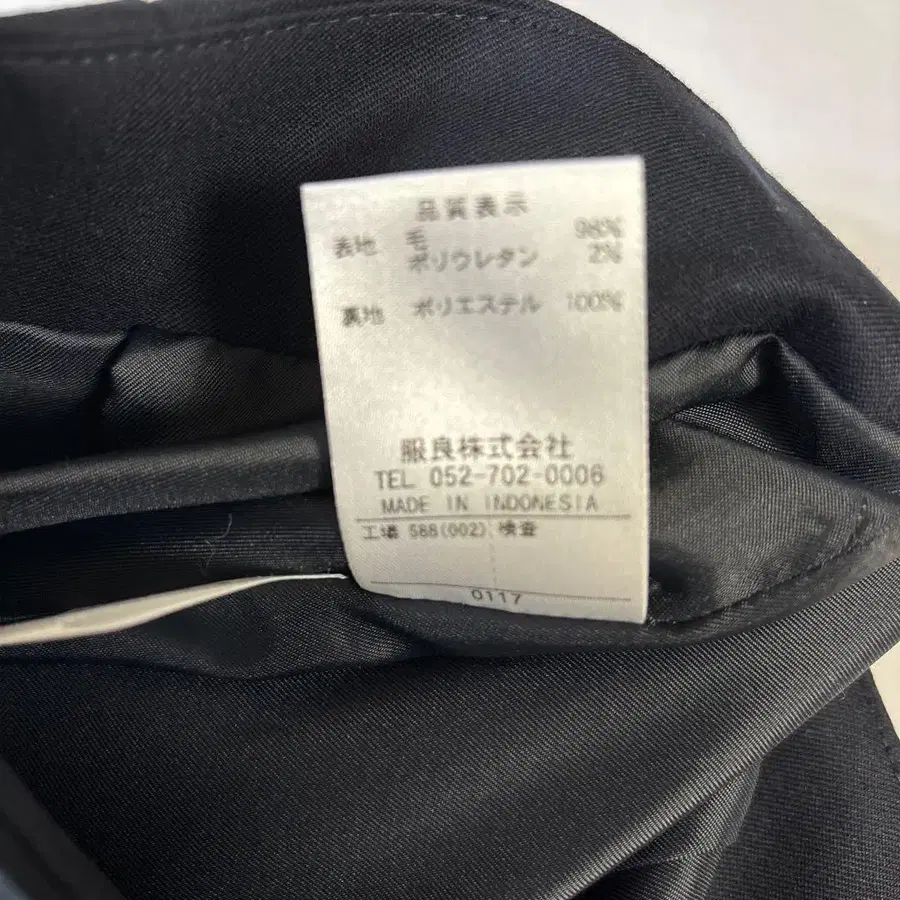 品質表示
表地 毛 98%
ポリウレタン 2%
裏地 ポリエステル 100%
服良株式会社
TEL 052-702-0006
MADE IN INDONESIA
工場 588(002) 検査
0117